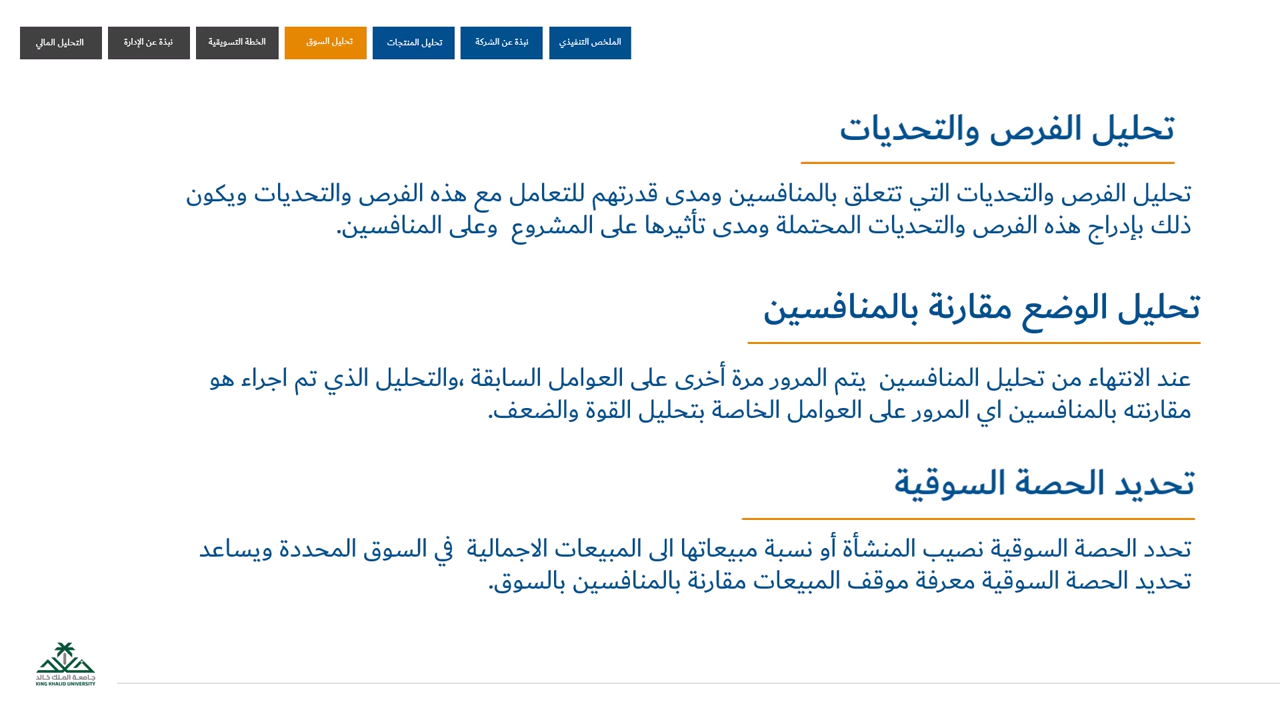 الملخص التنفيذي
نبذة عن الشركة
تحليل المنتجات
تحليل السوق
الخطة التسويقية
نبذة عن الإدارة
التحليل المالي
تحليل الفرص والتحديات
تحليل الفرص والتحديات التي تتعلق بالمنافسين ومدى قدرتهم للتعامل مع هذه الفرص والتحديات ويكون
ذلك بإدراج هذه الفرص والتحديات المحتملة ومدى تأثيرها على المشروع وعلى المنافسين.
تحليل الوضع مقارنة بالمنافسين
عند الانتهاء من تحليل المنافسين يتم المرور مرة أخرى على العوامل السابقة ،والتحليل الذي تم اجراء هو
مقارنته بالمنافسين اي المرور على العوامل الخاصة بتحليل القوة والضعف.
تحديد الحصة السوقية
تحدد الحصة السوقية نصيب المنشأة أو نسبة مبيعاتها الى المبيعات الاجمالية في السوق المحددة ويساعد
تحديد الحصة السوقية معرفة موقف المبيعات مقارنة بالمنافسين بالسوق.
جامعة الملك خالد
KING KHALID UNIVERSITY